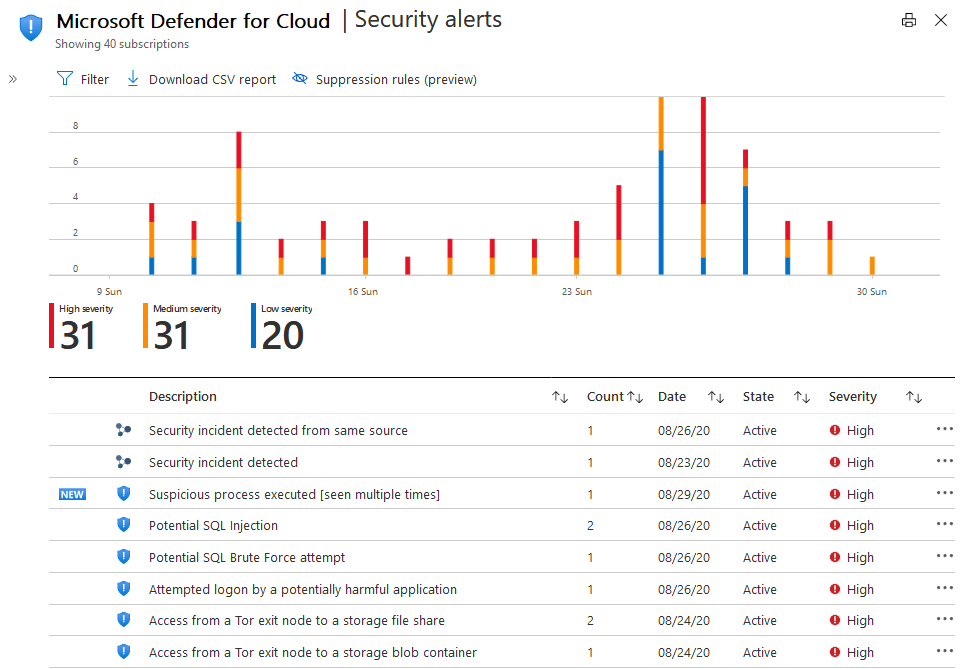 Microsoft Defender for Cloud | Security alerts
Showing 40 subscriptions
» Filter Download CSV report Suppression rules (preview)
8
6
4
2
0
9 Sun 16 Sun 23 Sun 30 Sun
High severity Medium severity Low severity
31 31 20
Description Count Date State Severity
Security incident detected from same source 1 08/26/20 Active High ...
Security incident detected 1 08/23/20 Active High ...
NEW Suspicious process executed [seen multiple times] 1 08/29/20 Active High ...
Potential SQL Injection 2 08/26/20 Active High ...
Potential SQL Brute Force attempt 1 08/26/20 Active High ...
Attempted logon by a potentially harmful application 1 08/26/20 Active High ...
Access from a Tor exit node to a storage file share 2 08/24/20 Active High ...
Access from a Tor exit node to a storage blob container 1 08/24/20 Active High ...